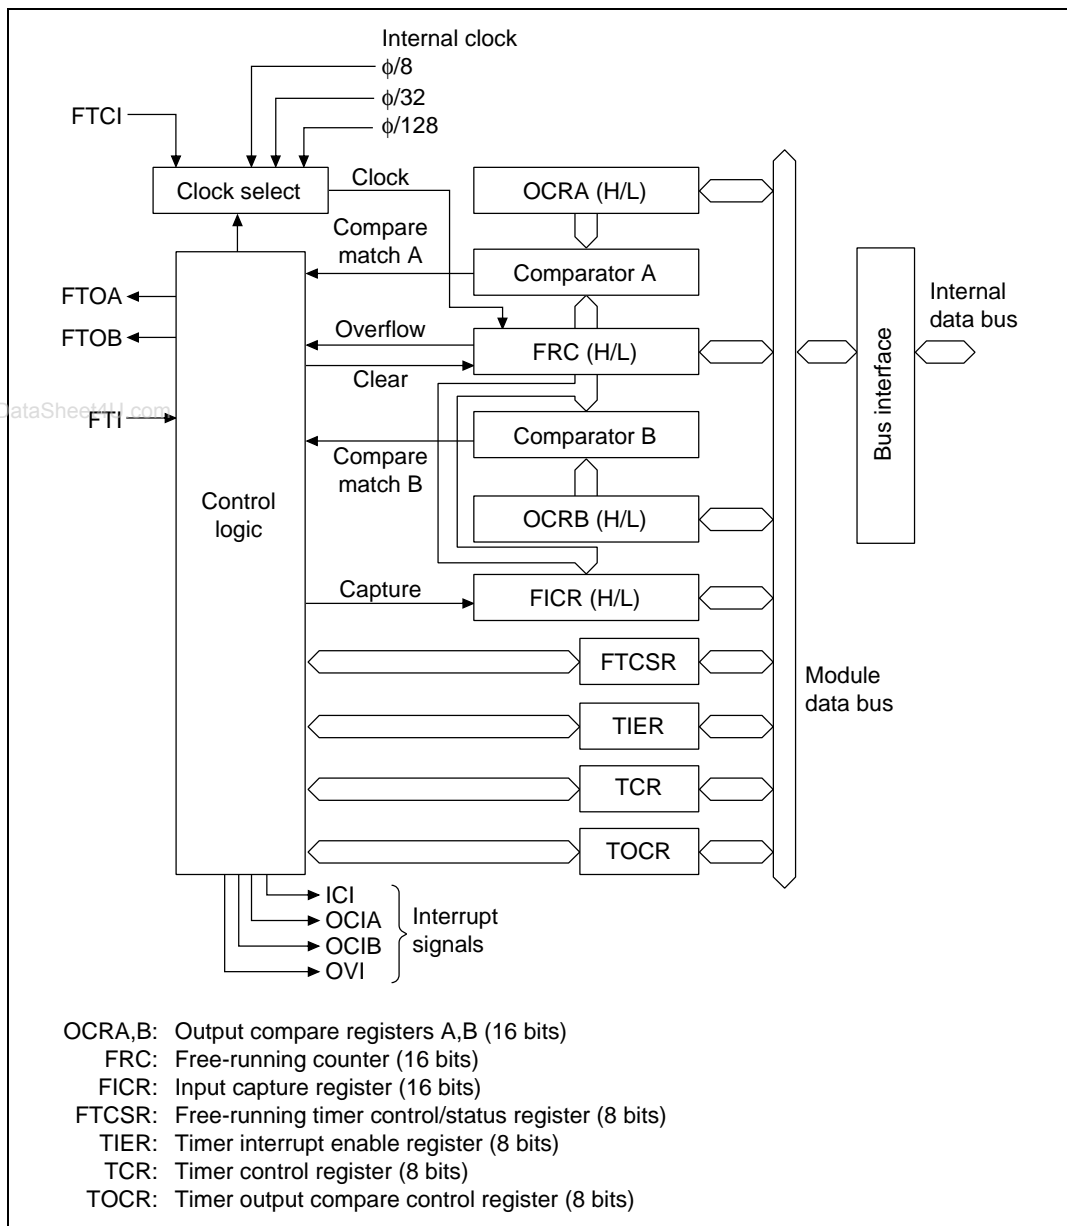 Internal clock
ϕ/8
ϕ/32
ϕ/128
FTCI
Clock select
Clock
OCRA (H/L)
Compare
match A
Comparator A
FTOA
FTOB
Overflow
FRC (H/L)
Clear
Internal
data bus
Bus interface
DataSheet4U.com
FTI
Comparator B
Compare
match B
Control
logic
OCRB (H/L)
Capture
FICR (H/L)
FTCSR
Module
data bus
TIER
TCR
TOCR
ICI
OCIA
OCIB
OVI
Interrupt
signals
OCRA,B: Output compare registers A,B (16 bits)
FRC: Free-running counter (16 bits)
FICR: Input capture register (16 bits)
FTCSR: Free-running timer control/status register (8 bits)
TIER: Timer interrupt enable register (8 bits)
TCR: Timer control register (8 bits)
TOCR: Timer output compare control register (8 bits)